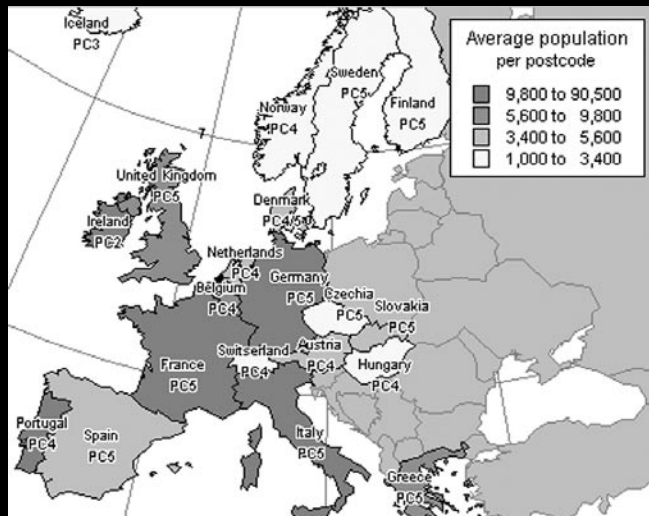 Iceland
PC3
Average population
per postcode
9,800 to 90,500
5,600 to 9,800
3,400 to 5,600
1,000 to 3,400
Sweden
PC5
Norway
PC4
Finland
PC5
7
United Kingdom
PC5
Ireland
PC2
Denmark
PC4/5
Netherlands
PC4
Belgium
PC4
Germany
PC5
Czechia
PC5
Slovakia
PC5
Austria
PC4
Switserland
PC4
Hungary
PC4
France
PC5
Portugal
PC4
Spain
PC5
Italy
PC5
Greece
PC5